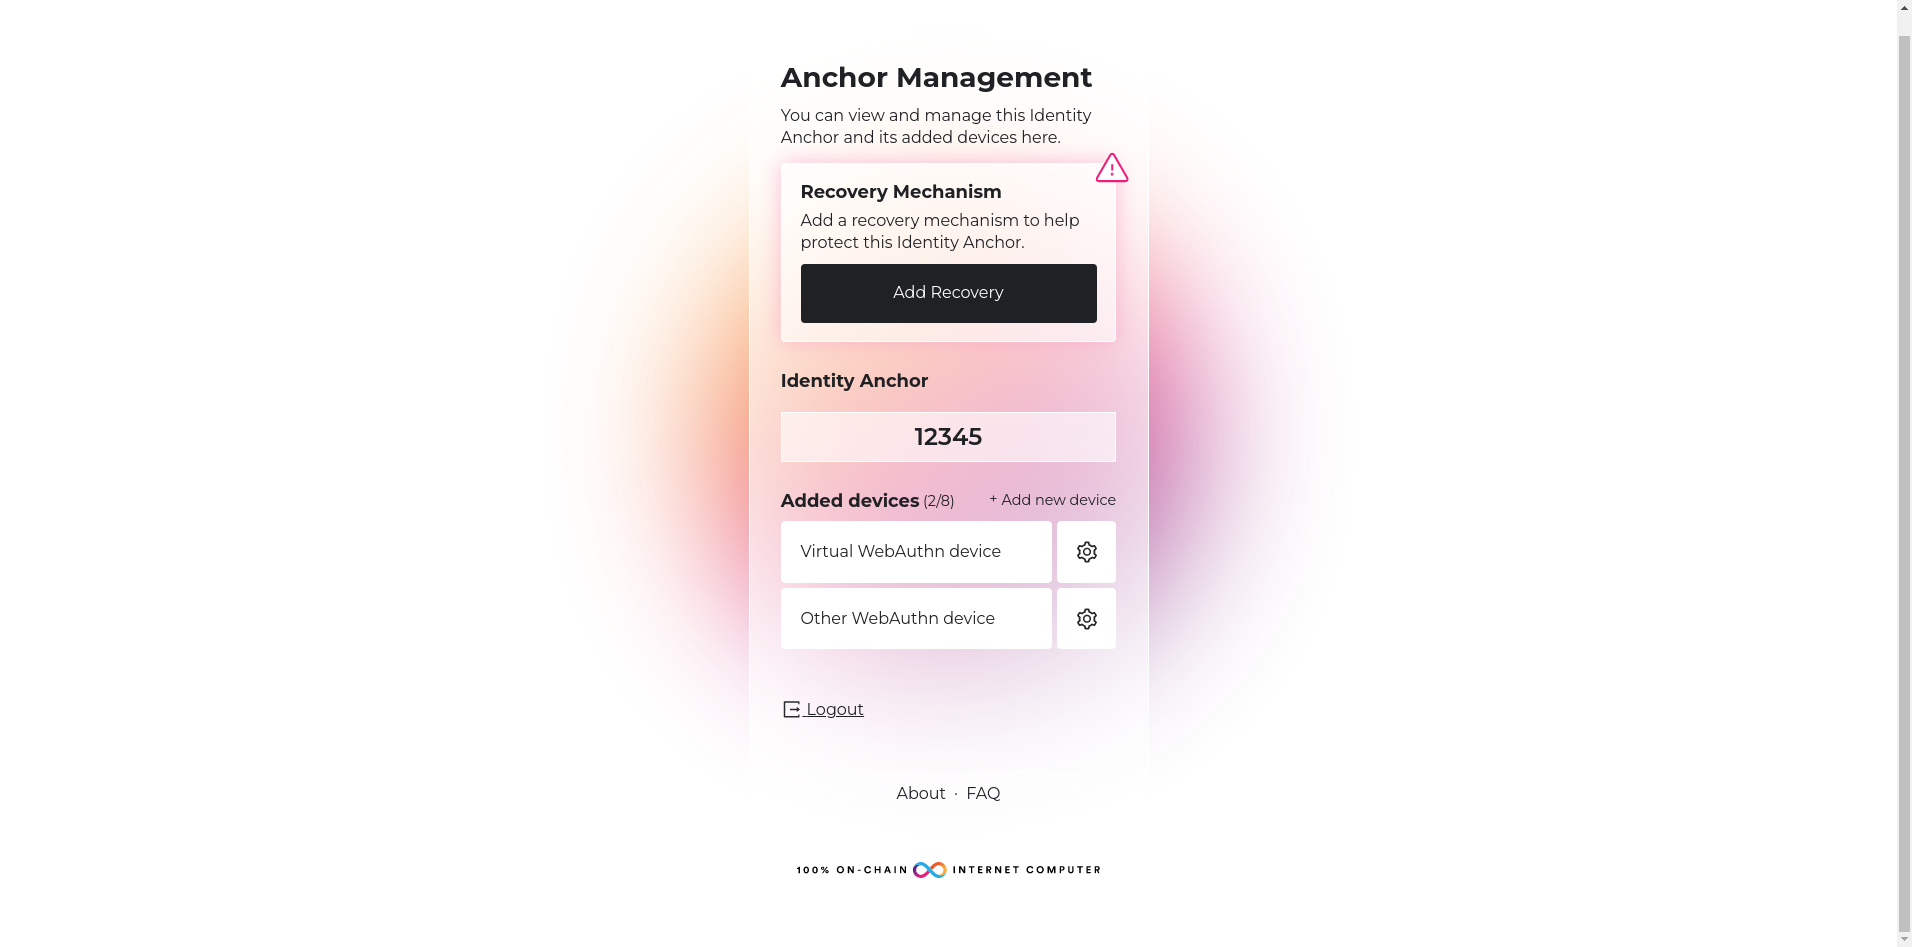 Anchor Management
You can view and manage this Identity
Anchor and its added devices here.
Recovery Mechanism
Add a recovery mechanism to help
protect this Identity Anchor.
Add Recovery
Identity Anchor
12345
Added devices (2/8) + Add new device
Virtual WebAuthn device
Other WebAuthn device
Logout
About · FAQ
100% ON-CHAIN INTERNET COMPUTER